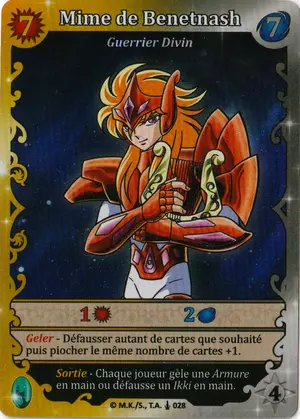 7 Mime de Benetnash 7
Guerrier Divin
1 2
Geler - Défausser autant de cartes que souhaité
puis piocher le même nombre de cartes +1.
Sortie - Chaque joueur gèle une Armure
en main ou défausse un Ikki en main.
4
© M.K./S., T.A. 028